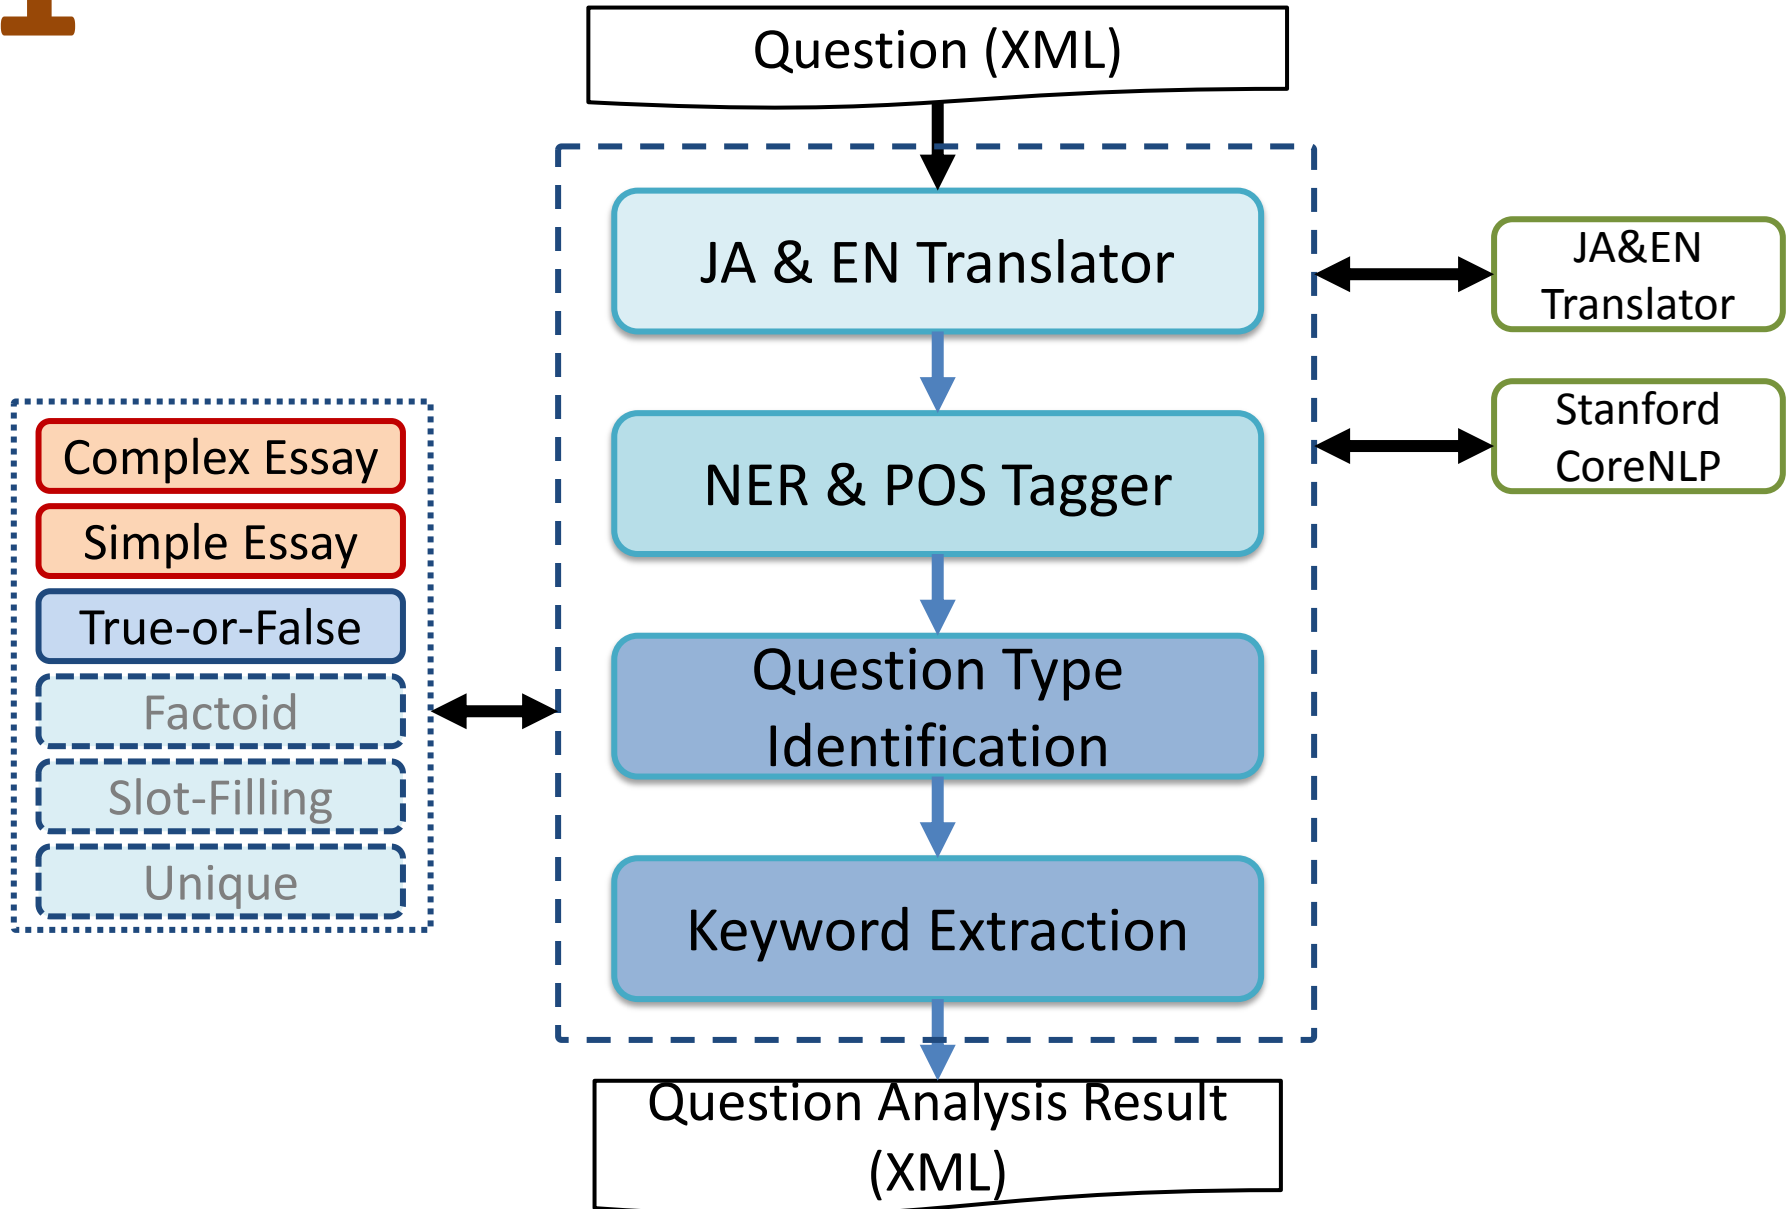 Question (XML)
JA & EN Translator
JA&EN
Translator
NER & POS Tagger
Stanford
CoreNLP
Complex Essay
Simple Essay
True-or-False
Factoid
Slot-Filling
Unique
Question Type
Identification
Keyword Extraction
Question Analysis Result
(XML)